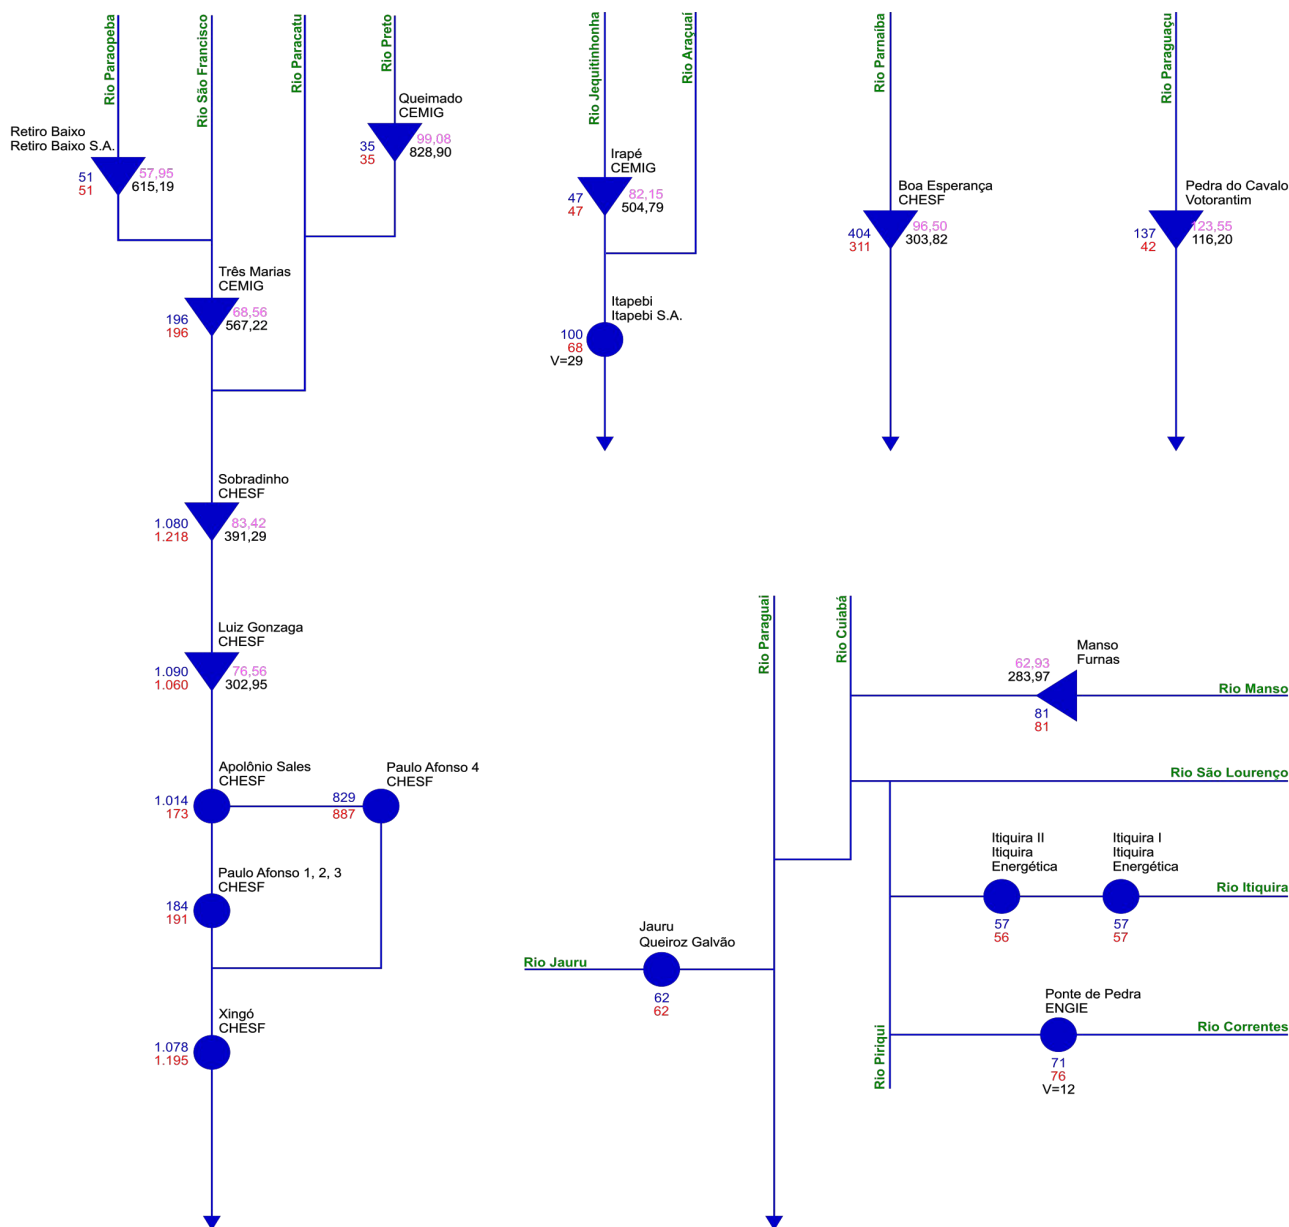 Rio Paraopeba
Rio São Francisco
Rio Paracatu
Rio Preto
Retiro Baixo
Retiro Baixo S.A.
57,95
51
615,19
51
Queimado
CEMIG
99,08
35
828,90
35
Três Marias
CEMIG
68,56
196
567,22
196
Sobradinho
CHESF
83,42
1.080
391,29
1.218
Luiz Gonzaga
CHESF
76,56
1.090
302,95
1.060
Apolônio Sales
CHESF
1.014
173
Paulo Afonso 4
CHESF
829
887
Paulo Afonso 1, 2, 3
CHESF
184
191
Xingó
CHESF
1.078
1.195
Rio Jequitinhonha
Rio Araçuaí
Irapé
CEMIG
82,15
47
504,79
47
Itapebi
Itapebi S.A.
100
68
V=29
Rio Parnaiba
Boa Esperança
CHESF
96,50
404
303,82
311
Rio Paraguaçu
Pedra do Cavalo
Votorantim
123,55
137
116,20
42
Rio Paraguai
Rio Cuiabá
Manso
Furnas
62,93
283,97
81
81
Rio Manso
Rio São Lourenço
Itiquira II
Itiquira
Energética
57
56
Itiquira I
Itiquira
Energética
57
57
Rio Itiquira
Jauru
Queiroz Galvão
Rio Jauru
62
62
Ponte de Pedra
ENGIE
71
76
V=12
Rio Correntes
Rio Piriqui